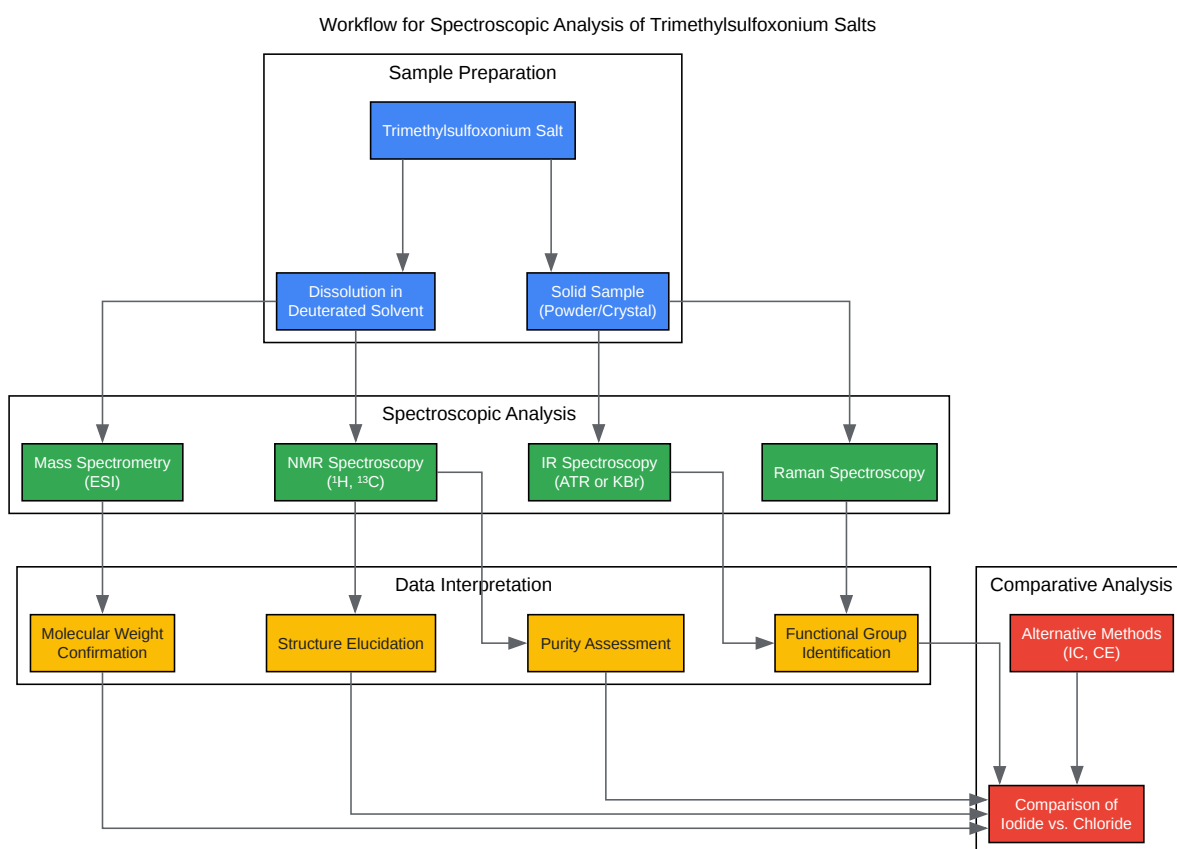 Workflow for Spectroscopic Analysis of Trimethylsulfoxonium Salts
Sample Preparation
Trimethylsulfoxonium Salt
Dissolution in
Deuterated Solvent
Solid Sample
(Powder/Crystal)
Spectroscopic Analysis
Mass Spectrometry
(ESI)
NMR Spectroscopy
(¹H, ¹³C)
IR Spectroscopy
(ATR or KBr)
Raman Spectroscopy
Data Interpretation
Molecular Weight
Confirmation
Structure Elucidation
Purity Assessment
Functional Group
Identification
Comparative Analysis
Alternative Methods
(IC, CE)
Comparison of
Iodide vs. Chloride